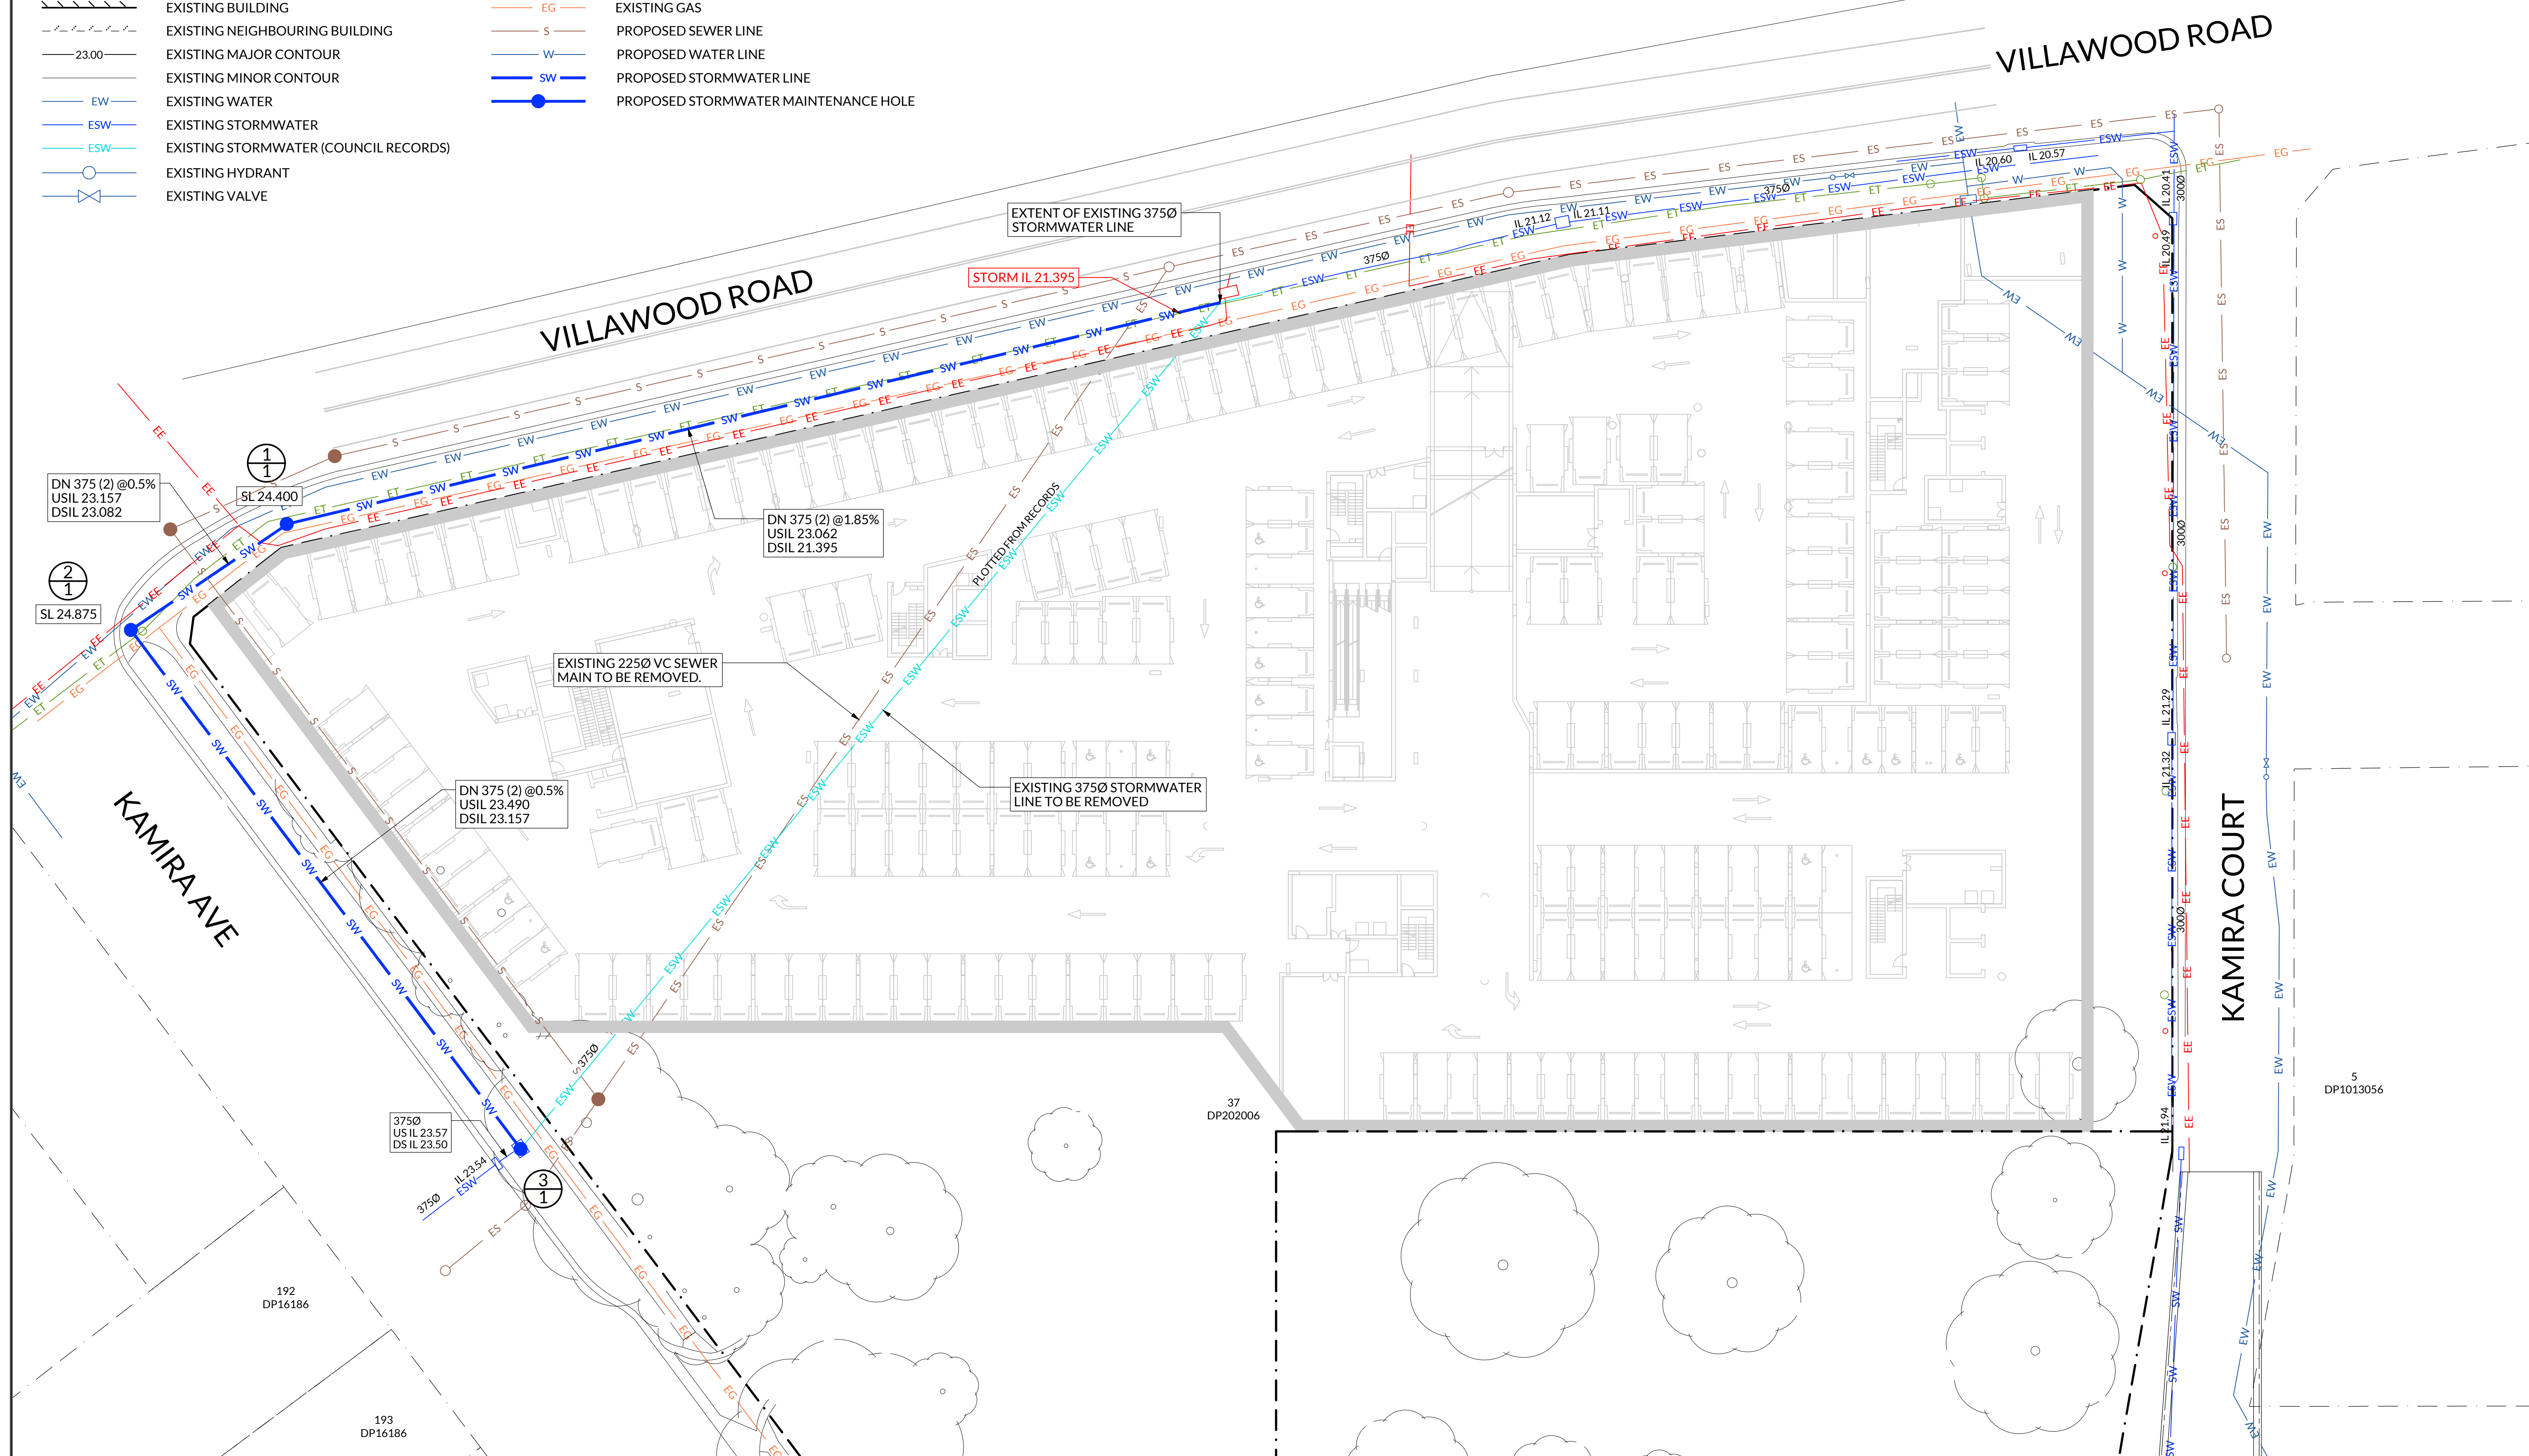 EXISTING BUILDING
EXISTING NEIGHBOURING BUILDING
23.00
EXISTING MAJOR CONTOUR
EXISTING MINOR CONTOUR
EW
EXISTING WATER
ESW
EXISTING STORMWATER
ESW
EXISTING STORMWATER (COUNCIL RECORDS)
EXISTING HYDRANT
EXISTING VALVE
EG
EXISTING GAS
S
PROPOSED SEWER LINE
W
PROPOSED WATER LINE
SW
PROPOSED STORMWATER LINE
PROPOSED STORMWATER MAINTENANCE HOLE
VILLAWOOD ROAD
VILLAWOOD ROAD
EXTENT OF EXISTING 375Ø
STORMWATER LINE
STORM IL 21.395
IL 21.12
IL 21.11
375Ø
375Ø
IL 20.60
IL 20.57
IL 20.41
300Ø
IL 20.49
1
1
SL 24.400
DN 375 (2) @0.5%
USIL 23.157
DSIL 23.082
2
1
SL 24.875
DN 375 (2) @1.85%
USIL 23.062
DSIL 21.395
PLOTTED FROM RECORDS
EXISTING 225Ø VC SEWER
MAIN TO BE REMOVED.
EXISTING 375Ø STORMWATER
LINE TO BE REMOVED
DN 375 (2) @0.5%
USIL 23.490
DSIL 23.157
KAMIRA AVE
KAMIRA COURT
300Ø
IL 21.29
IL 21.32
300Ø
IL 21.94
375Ø
375Ø
US IL 23.57
DS IL 23.50
IL 23.54
375Ø
3
1
37
DP202006
5
DP1013056
192
DP16186
193
DP16186